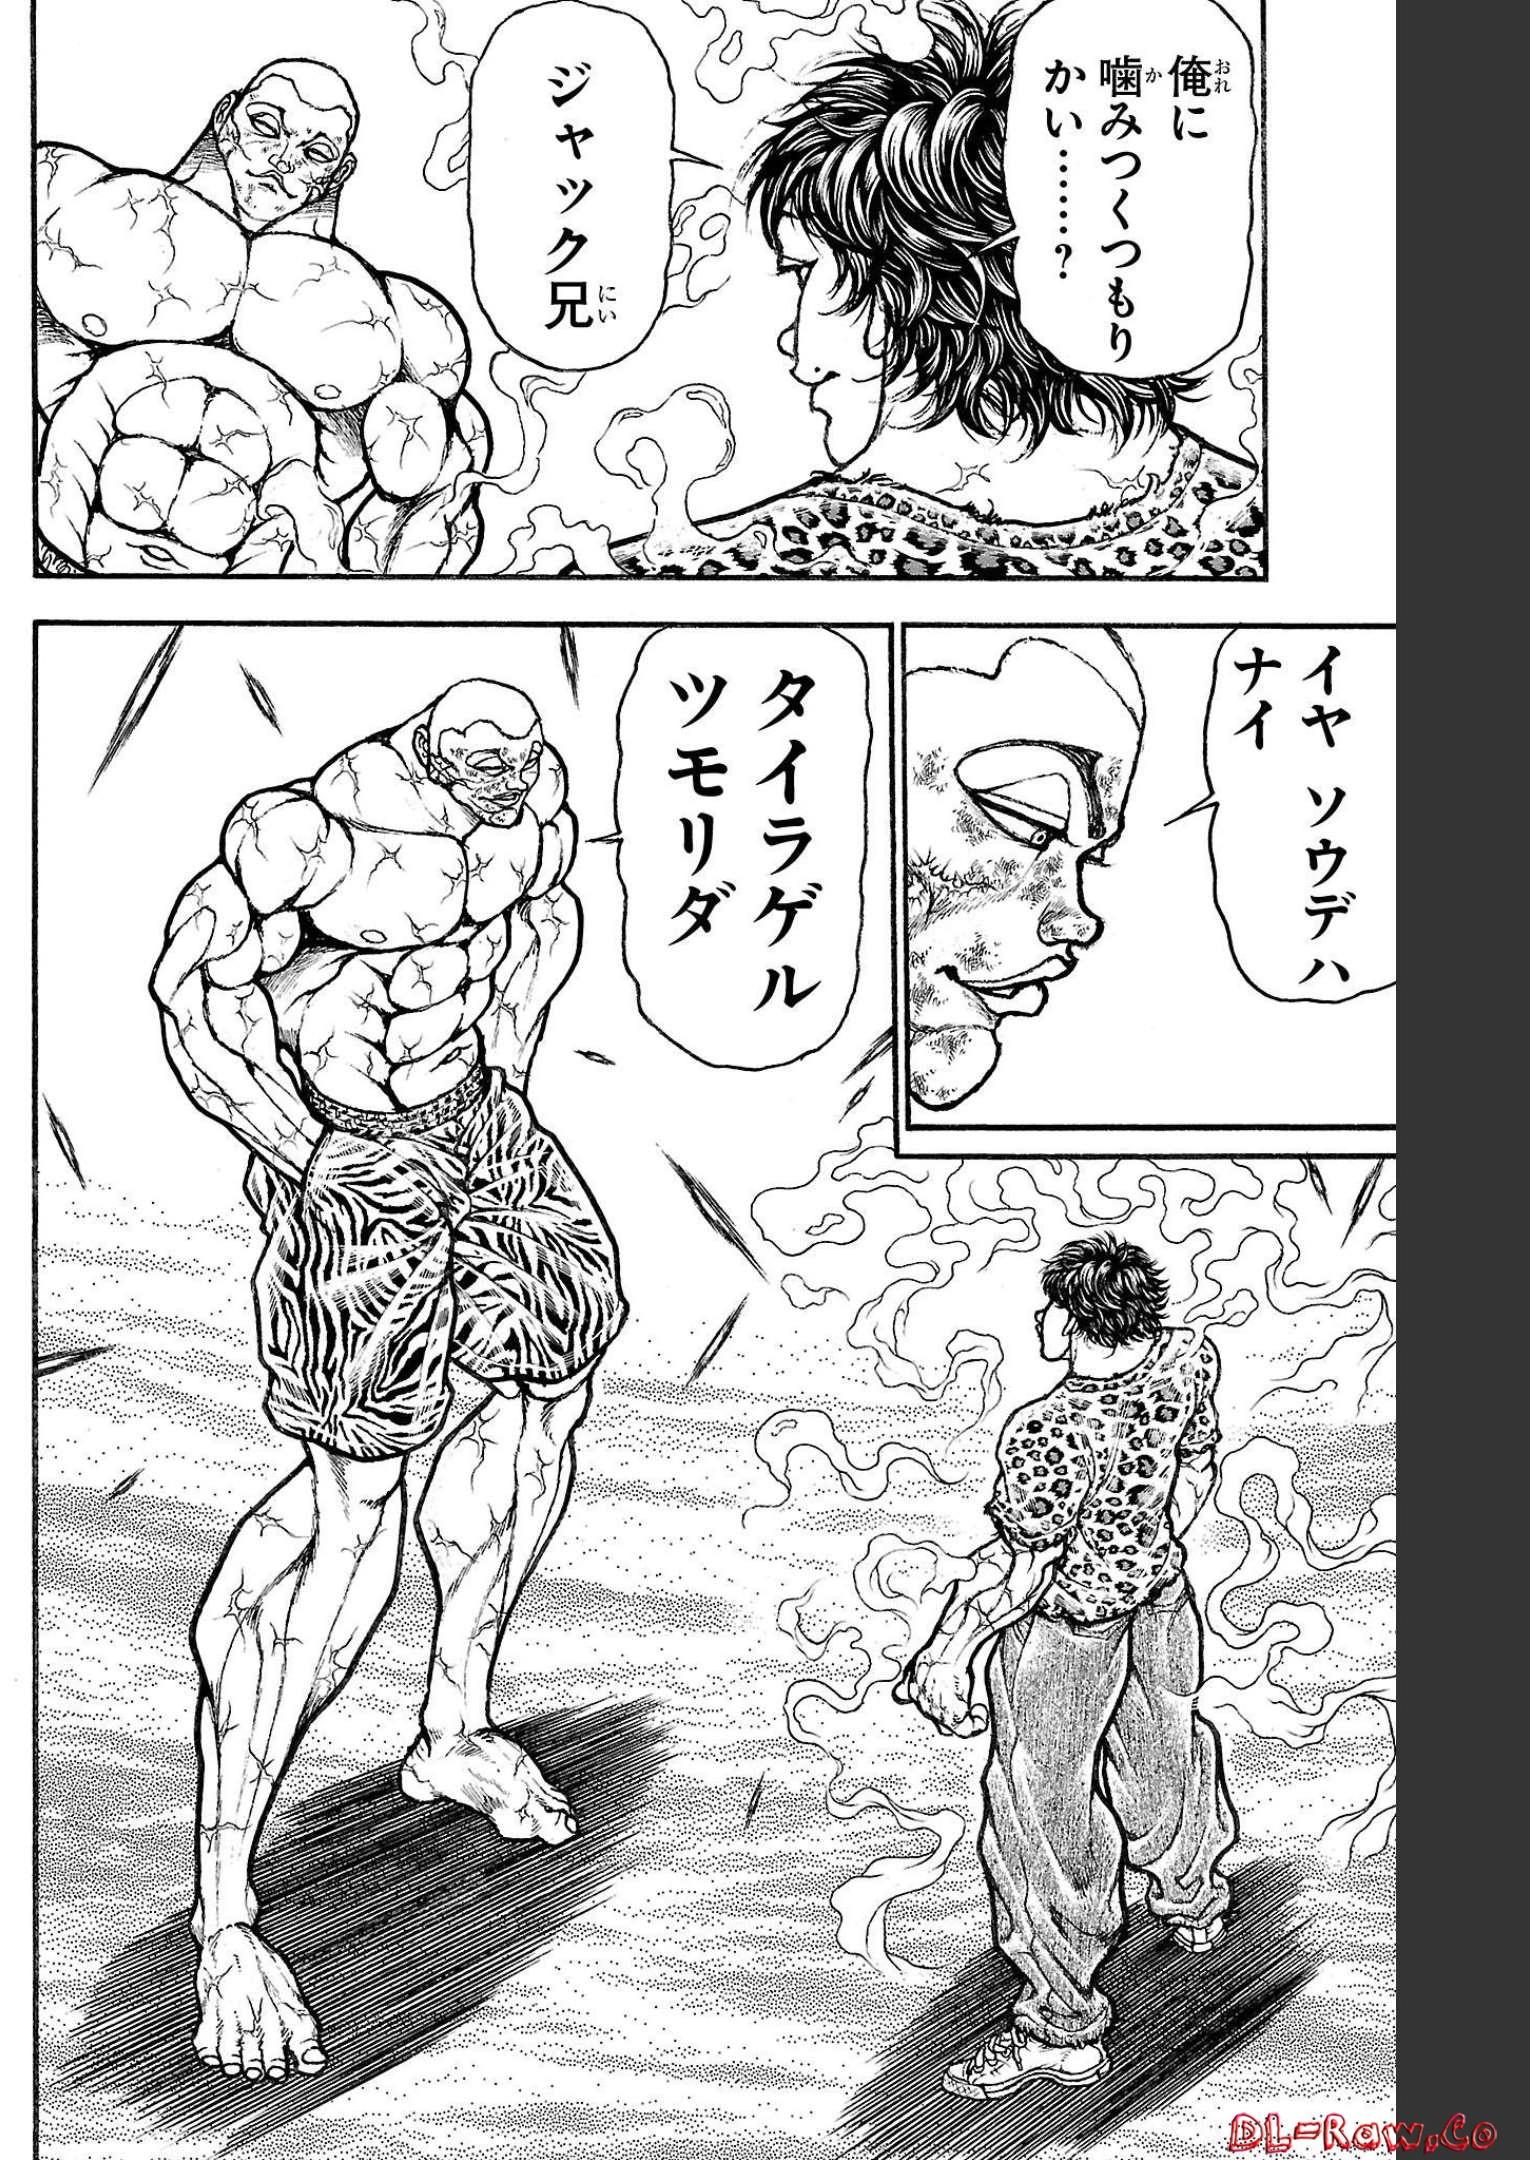 俺に
噛みつくつもり
かい……?
ジャック兄
イヤ ソウデハ
ナイ
タイラゲル
ツモリダ
DL-Raw.Co